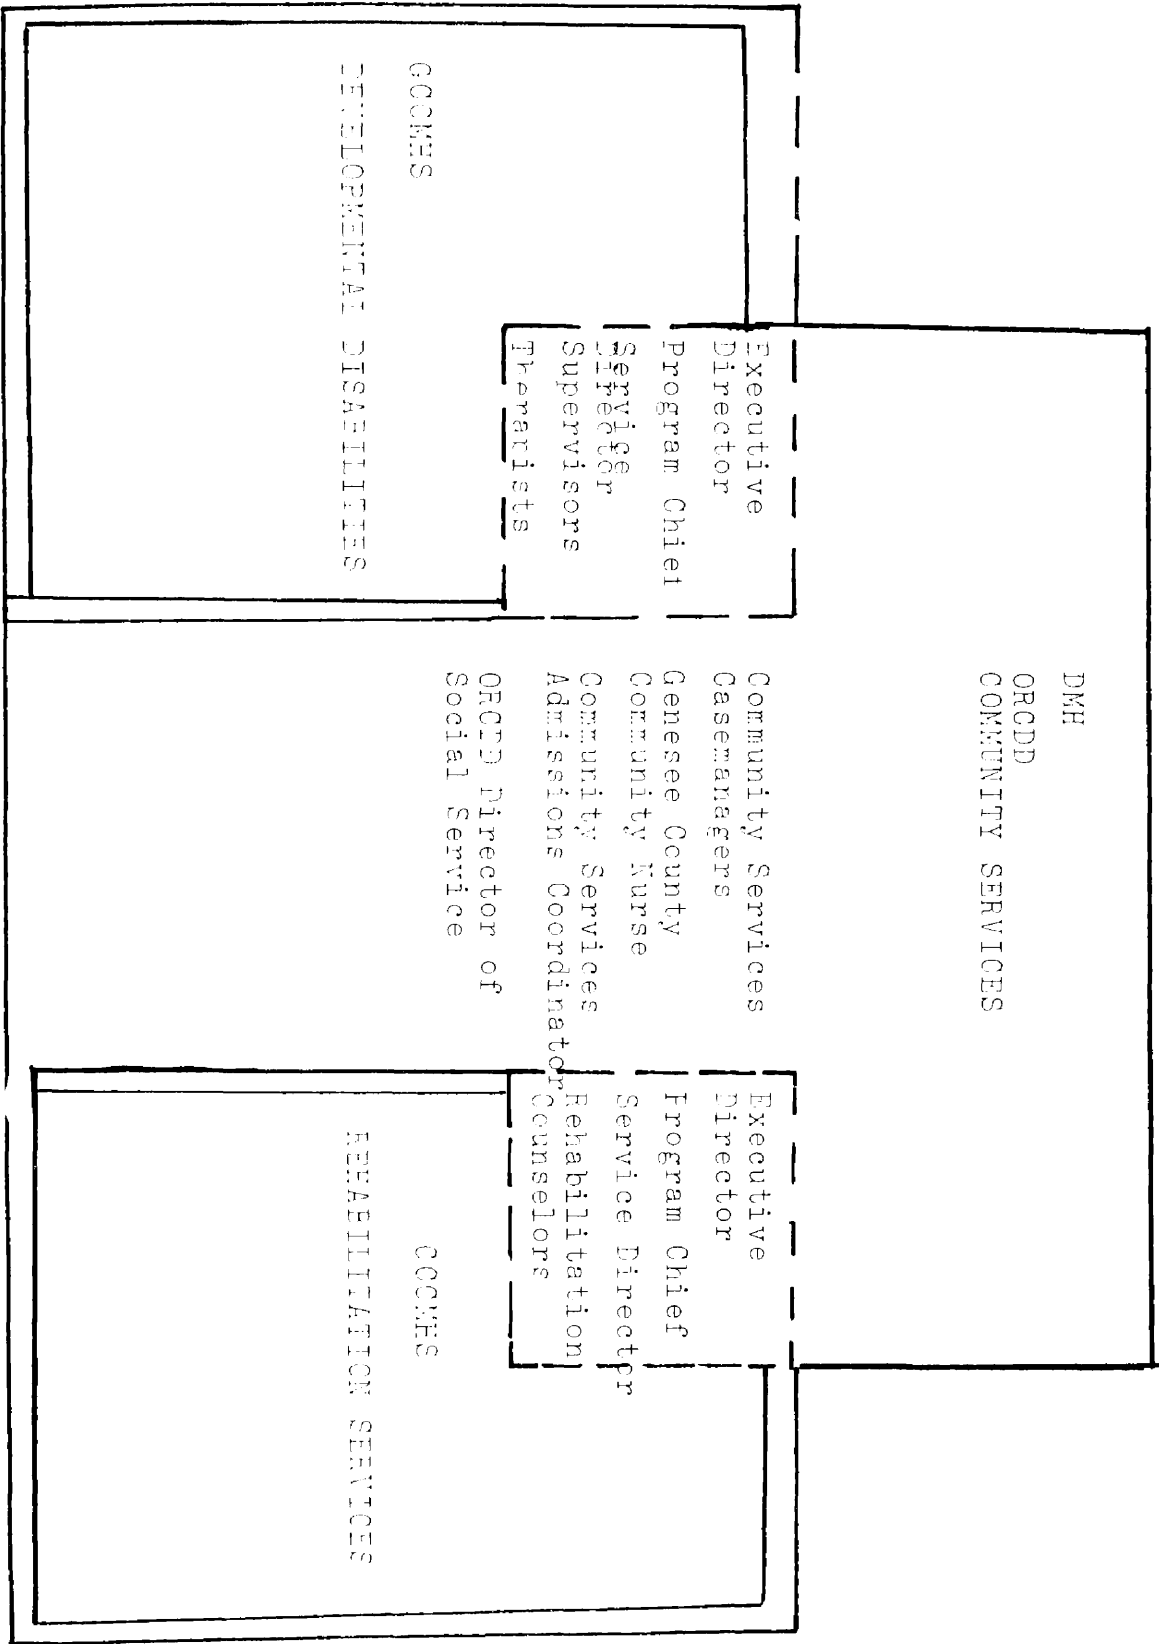 DMH
ORCDD
COMMUNITY SERVICES
Executive
Director
Program Chief
Service
Director
Supervisors
Therapists
Community Services
Casemanagers
Genesee County
Community Nurse
Community Services
Admissions Coordinator
ORCDD Director of
Social Service
Executive
Director
Program Chief
Service Director
Rehabilitation
Counselors
GCCMHS
DEVELOPMENTAL DISABILITIES
GCCMHS
REHABILITATION SERVICES